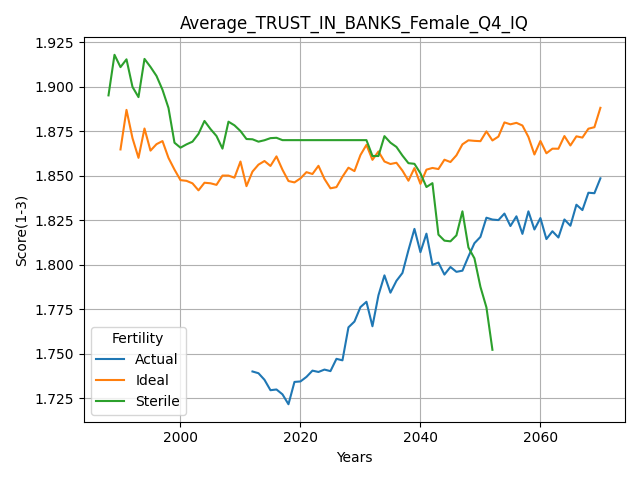 Average_TRUST_IN_BANKS_Female_Q4_IQ
Score(1-3)
1.925
1.900
1.875
1.850
1.825
1.800
1.775
1.750
1.725
Fertility
Actual
Ideal
Sterile
2000
2020
2040
2060
Years